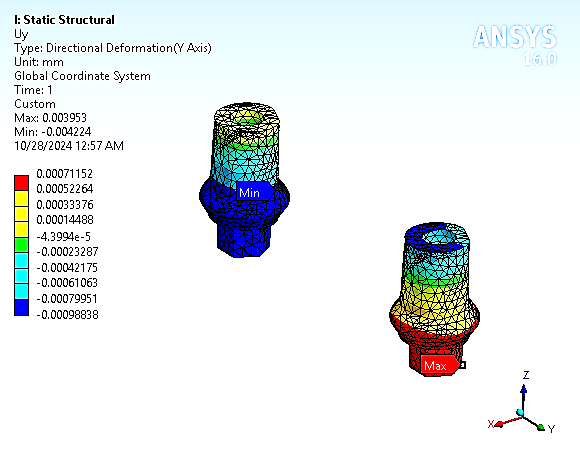 I: Static Structural
Uy
Type: Directional Deformation(Y Axis)
Unit: mm
Global Coordinate System
Time: 1
Custom
Max: 0.003953
Min: -0.004224
10/28/2024 12:57 AM
ANSYS
16.0
0.00071152
0.00052264
0.00033376
0.00014488
-4.3994e-5
-0.00023287
-0.00042175
-0.00061063
-0.00079951
-0.00098838
Min
Max
Z
X
Y